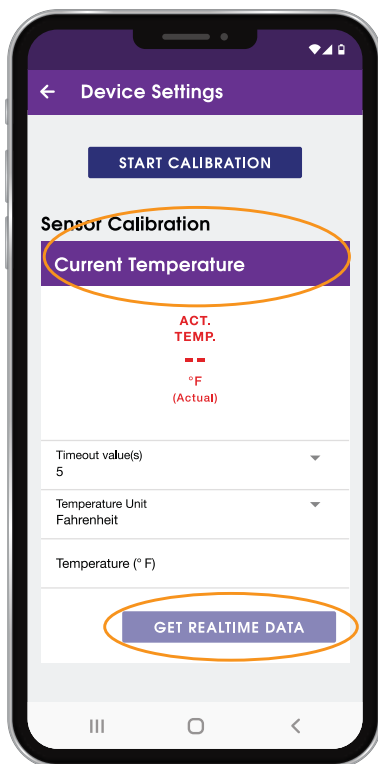 Device Settings
START CALIBRATION
Sensor Calibration
Current Temperature
ACT.
TEMP.
--
°F
(Actual)
Timeout value(s)
5
Temperature Unit
Fahrenheit
Temperature (° F)
GET REALTIME DATA